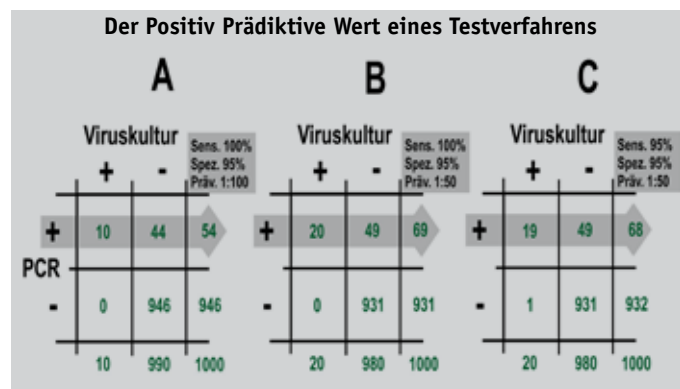 Der Positiv Prädiktive Wert eines Testverfahrens
A B C
Viruskultur Sens. 100% Spez. 95% Präv. 1:100
+ -
+ 10 44 54
PCR
- 0 946 946
10 990 1000
Viruskultur Sens. 100% Spez. 95% Präv. 1:50
+ -
+ 20 49 69
- 0 931 931
20 980 1000
Viruskultur Sens. 95% Spez. 95% Präv. 1:50
+ -
+ 19 49 68
- 1 931 932
20 980 1000